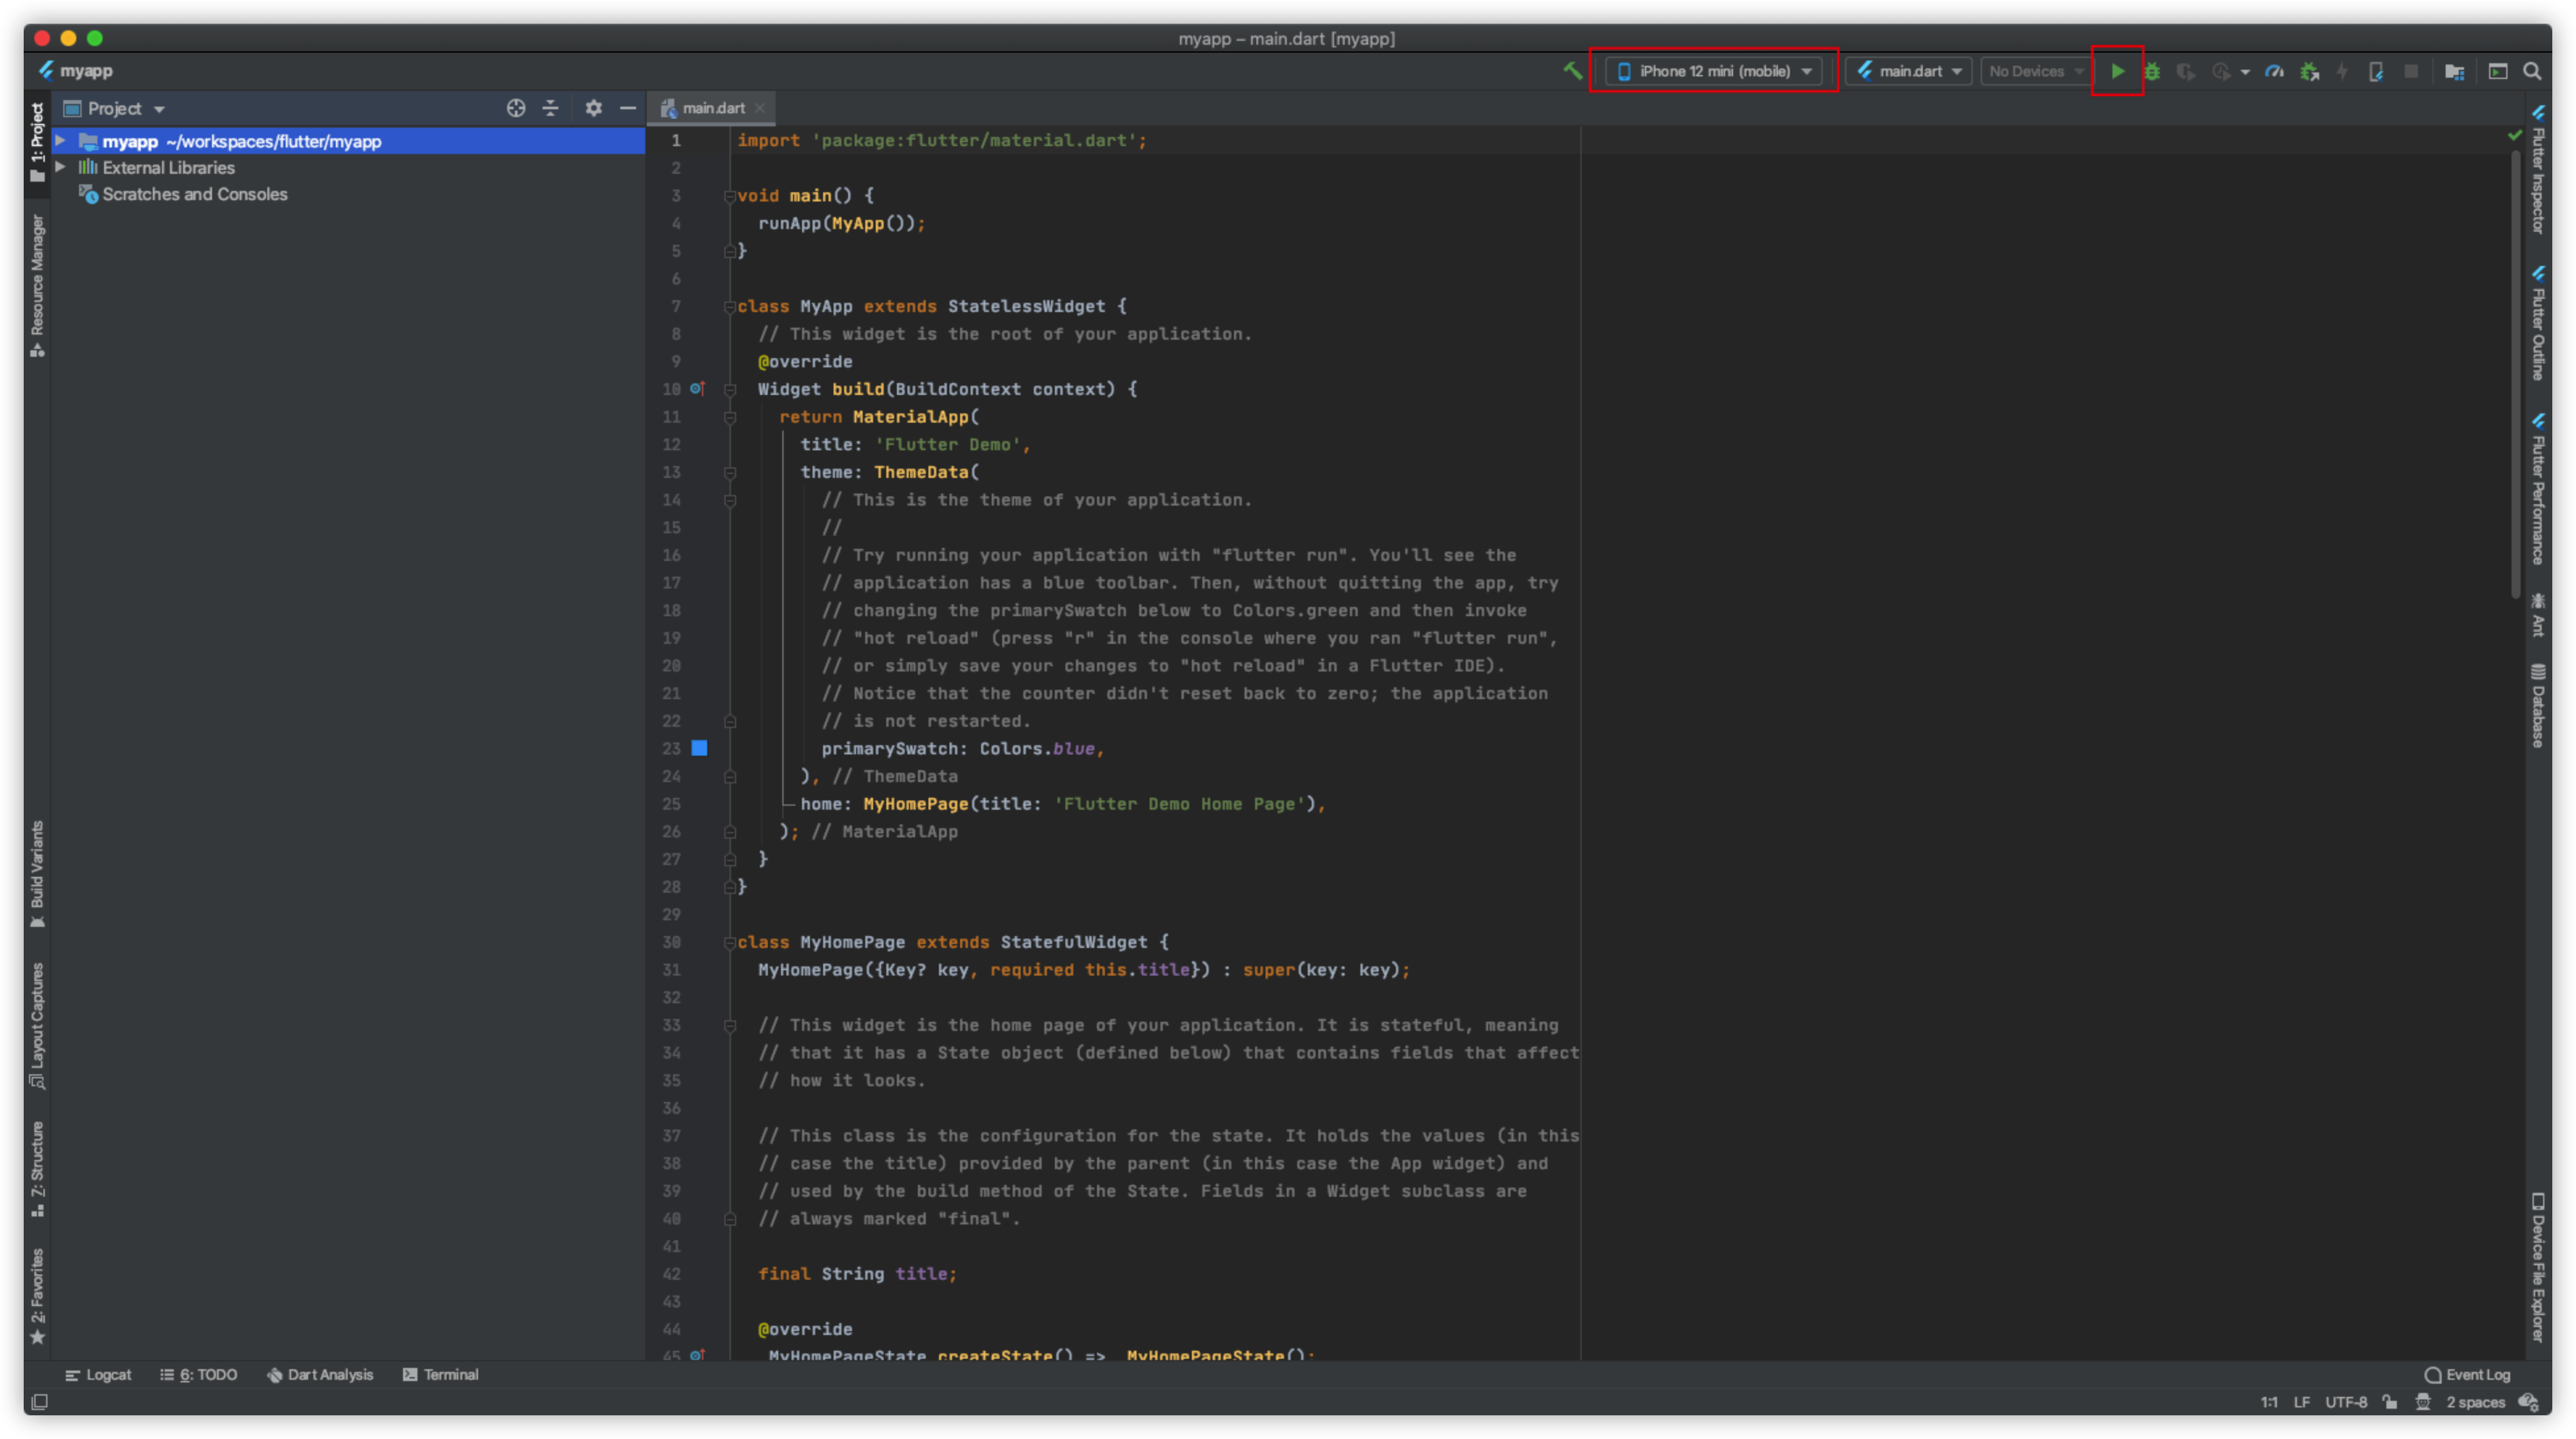 myapp – main.dart [myapp]
myapp
iPhone 12 mini (mobile)
main.dart
No Devices
1: Project
Resource Manager
Build Variants
Layout Captures
Z: Structure
2: Favorites
Project
myapp ~/workspaces/flutter/myapp
External Libraries
Scratches and Consoles
main.dart
1 import 'package:flutter/material.dart';
2
3 void main() {
4 runApp(MyApp());
5 }
6
7 class MyApp extends StatelessWidget {
8 // This widget is the root of your application.
9 @override
10 Widget build(BuildContext context) {
11 return MaterialApp(
12 title: 'Flutter Demo',
13 theme: ThemeData(
14 // This is the theme of your application.
15 //
16 // Try running your application with "flutter run". You'll see the
17 // application has a blue toolbar. Then, without quitting the app, try
18 // changing the primarySwatch below to Colors.green and then invoke
19 // "hot reload" (press "r" in the console where you ran "flutter run",
20 // or simply save your changes to "hot reload" in a Flutter IDE).
21 // Notice that the counter didn't reset back to zero; the application
22 // is not restarted.
23 primarySwatch: Colors.blue,
24 ), // ThemeData
25 home: MyHomePage(title: 'Flutter Demo Home Page'),
26 ); // MaterialApp
27 }
28 }
29
30 class MyHomePage extends StatefulWidget {
31 MyHomePage({Key? key, required this.title}) : super(key: key);
32
33 // This widget is the home page of your application. It is stateful, meaning
34 // that it has a State object (defined below) that contains fields that affect
35 // how it looks.
36
37 // This class is the configuration for the state. It holds the values (in this
38 // case the title) provided by the parent (in this case the App widget) and
39 // used by the build method of the State. Fields in a Widget subclass are
40 // always marked "final".
41
42 final String title;
43
44 @override
45 _MyHomePageState createState() => _MyHomePageState();
Flutter Inspector
Flutter Outline
Flutter Performance
Ant
Database
Device File Explorer
Logcat
6: TODO
Dart Analysis
Terminal
Event Log
1:1 LF UTF-8 2 spaces